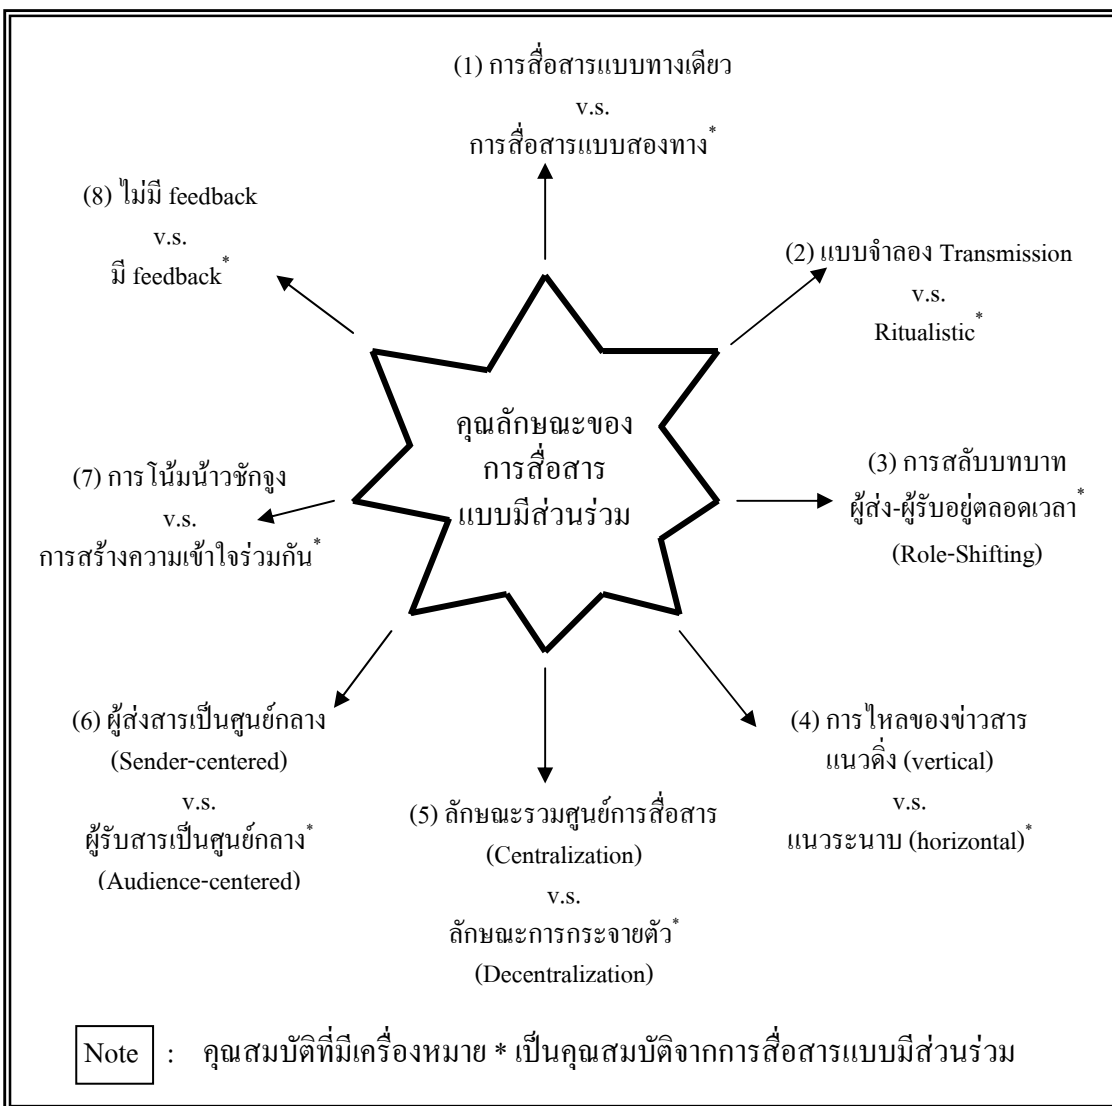 (1) การสื่อสารแบบทางเดียว
v.s.
การสื่อสารแบบสองทาง*
(8) ไม่มี feedback
v.s.
มี feedback*
(2) แบบจำลอง Transmission
v.s.
Ritualistic*
คุณลักษณะของ
การสื่อสาร
แบบมีส่วนร่วม
(7) การโน้มน้าวชักจูง
v.s.
การสร้างความเข้าใจร่วมกัน*
(3) การสลับบทบาท
ผู้ส่ง-ผู้รับอยู่ตลอดเวลา*
(Role-Shifting)
(6) ผู้ส่งสารเป็นศูนย์กลาง
(Sender-centered)
v.s.
ผู้รับสารเป็นศูนย์กลาง*
(Audience-centered)
(5) ลักษณะรวมศูนย์การสื่อสาร
(Centralization)
v.s.
ลักษณะการกระจายตัว*
(Decentralization)
(4) การไหลของข่าวสาร
แนวดิ่ง (vertical)
v.s.
แนวระนาบ (horizontal)*
Note : คุณสมบัติที่มีเครื่องหมาย * เป็นคุณสมบัติจากการสื่อสารแบบมีส่วนร่วม